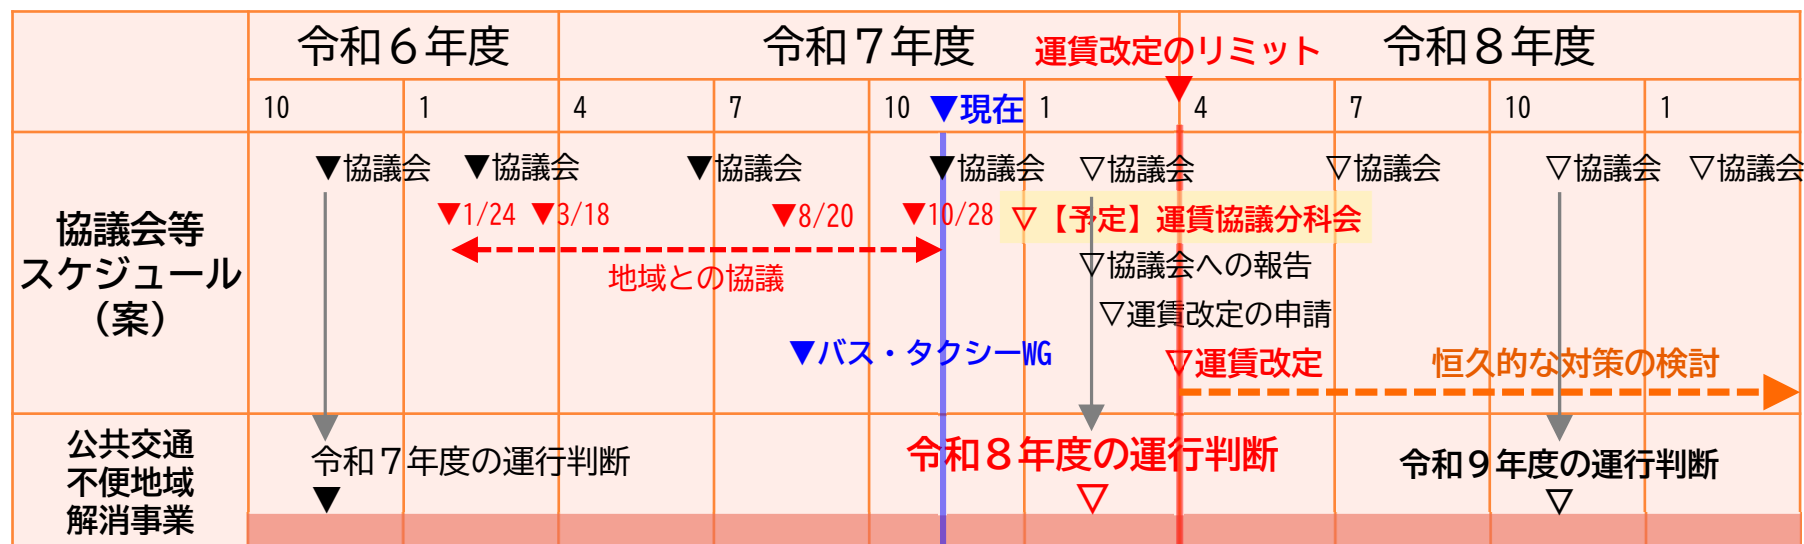 令和６年度
令和７年度
運賃改定のリミット
▼
令和８年度
10
1
4
7
10
▼現在
1
4
7
10
1
協議会等
スケジュール
（案）
▼協議会
▼協議会
▼協議会
▼協議会
▽協議会
▽協議会
▽協議会
▽協議会
▼1/24
▼3/18
▼8/20
▼10/28
▽【予定】運賃協議分科会
地域との協議
▽協議会への報告
▽運賃改定の申請
▼バス・タクシーWG
▽運賃改定
恒久的な対策の検討
公共交通
不便地域
解消事業
令和７年度の運行判断
▼
令和８年度の運行判断
▽
令和９年度の運行判断
▽